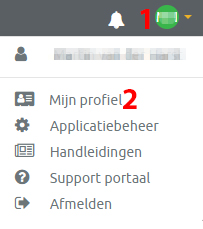 1
Mijn profiel 2
Applicatiebeheer
Handleidingen
Support portaal
Afmelden